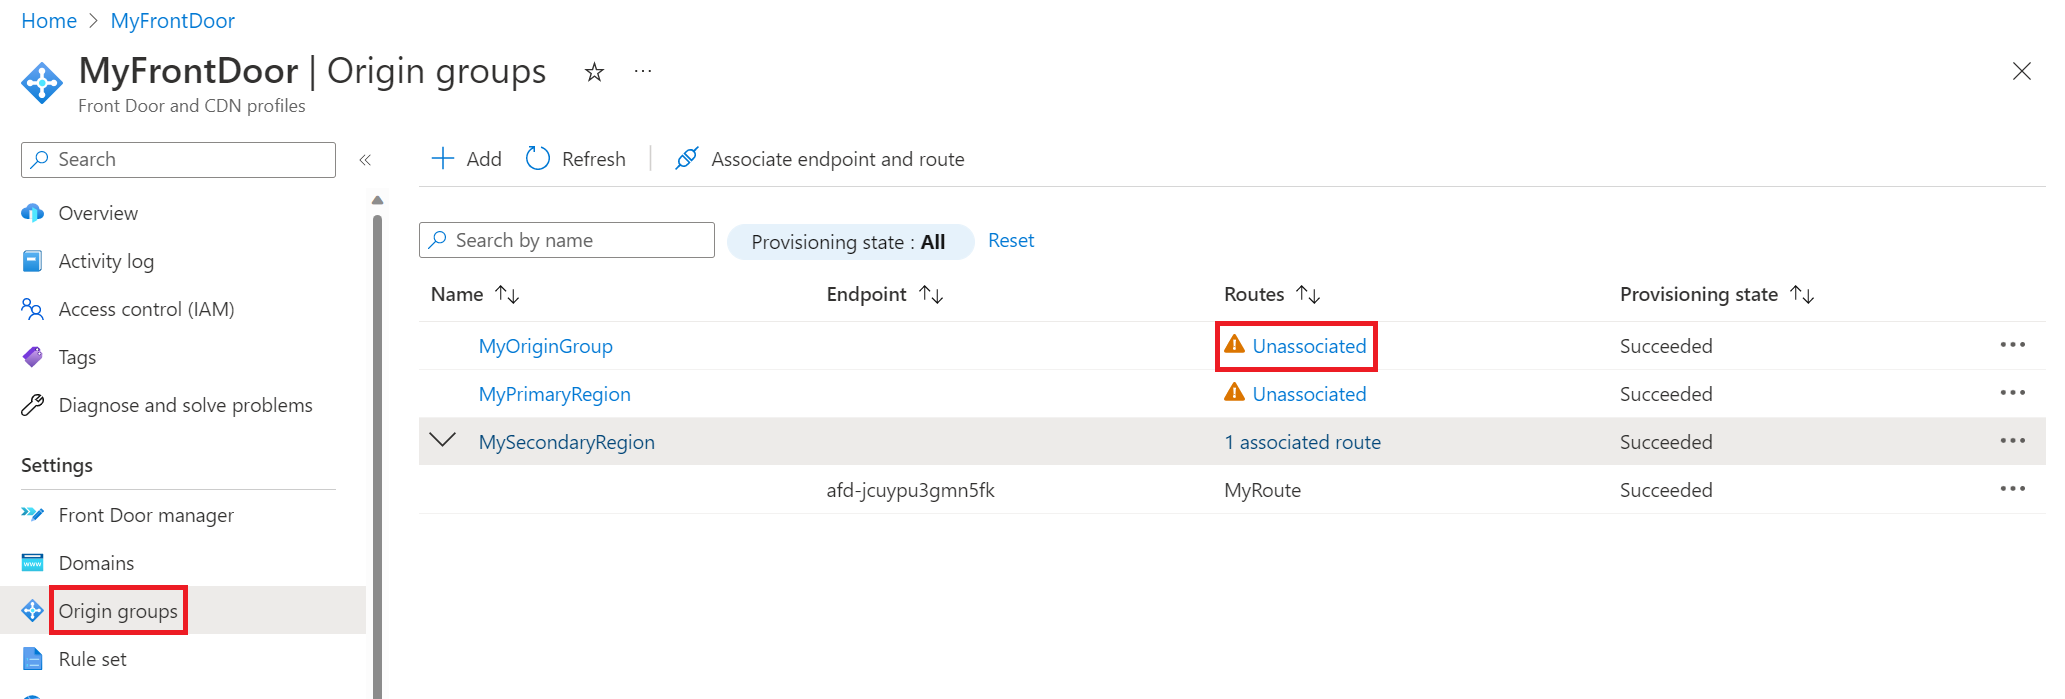 Home > MyFrontDoor
MyFrontDoor | Origin groups
Front Door and CDN profiles
Search
Overview
Activity log
Access control (IAM)
Tags
Diagnose and solve problems
Settings
Front Door manager
Domains
Origin groups
Rule set
Add Refresh Associate endpoint and route
Search by name Provisioning state : All Reset
Name Endpoint Routes Provisioning state
MyOriginGroup Unassociated Succeeded
MyPrimaryRegion Unassociated Succeeded
MySecondaryRegion 1 associated route Succeeded
afd-jcuypu3gmn5fk MyRoute Succeeded